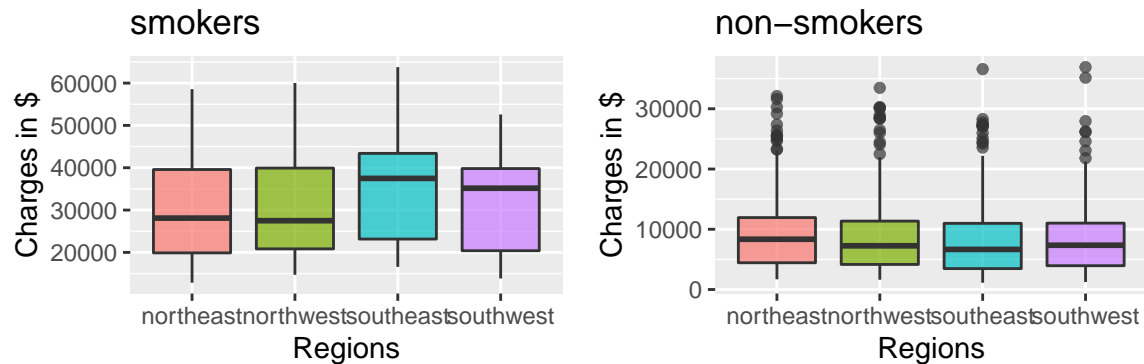 smokers
Charges in $
60000
50000
40000
30000
20000
northeast northwest southeast southwest
Regions
non−smokers
Charges in $
30000
20000
10000
0
northeast northwest southeast southwest
Regions